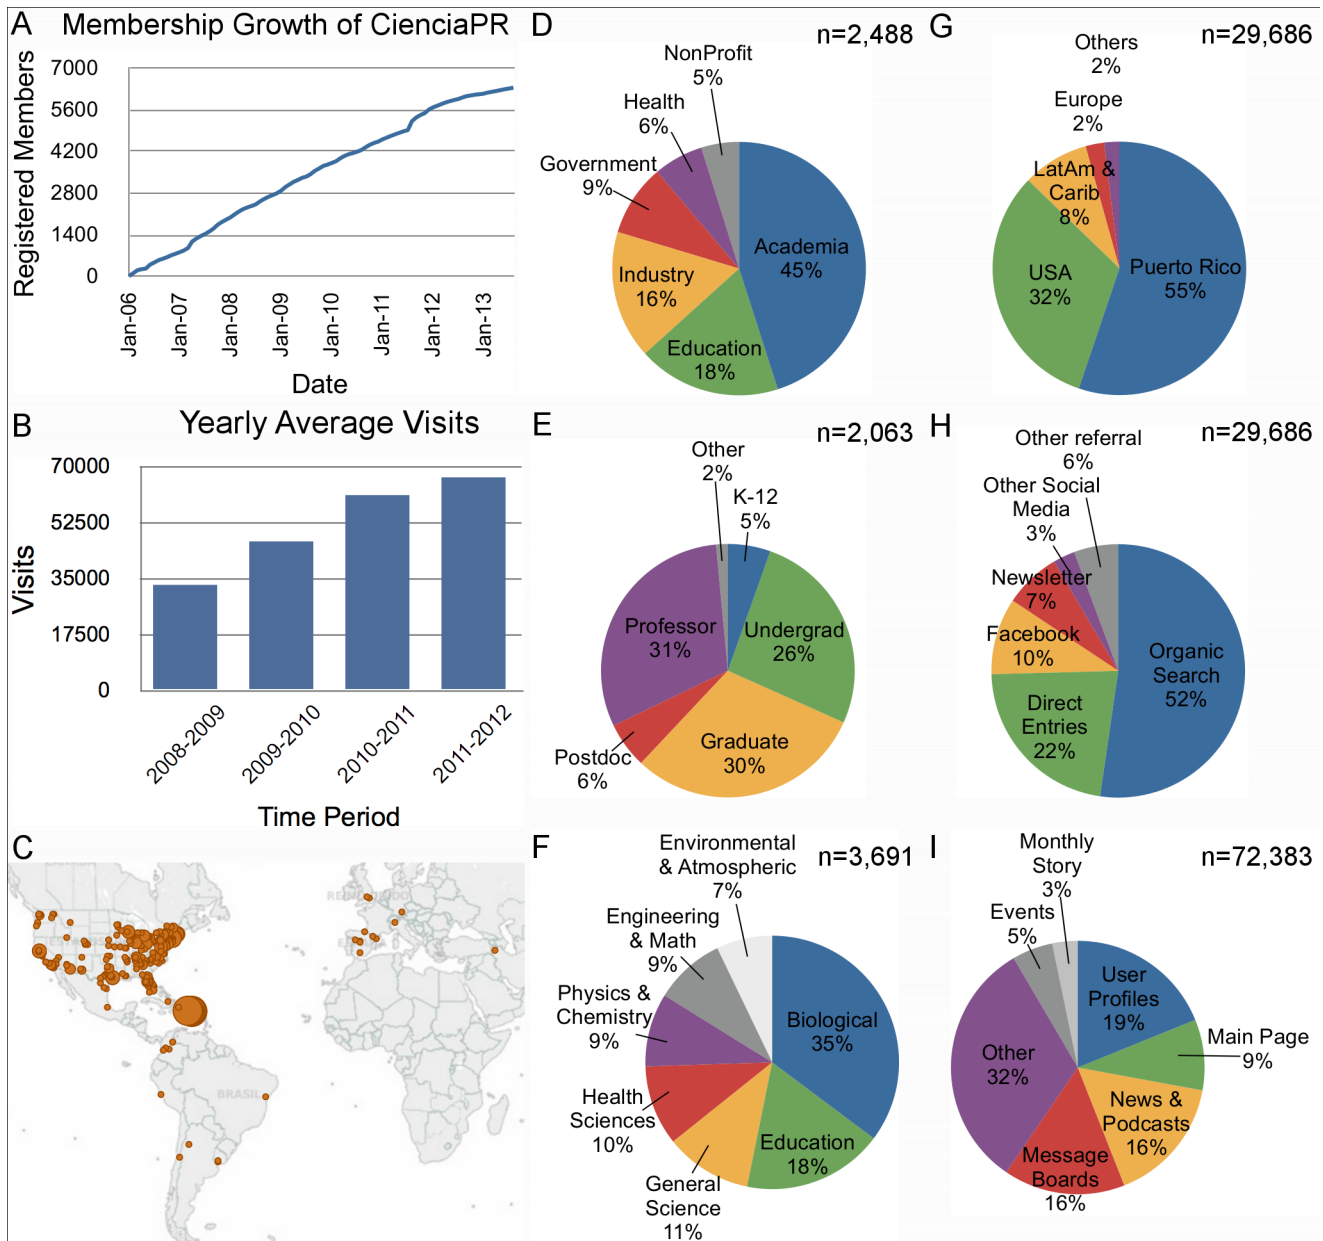 A
Membership Growth of CienciaPR
Registered Members
7000
5600
4200
2800
1400
0
Jan-06
Jan-07
Jan-08
Jan-09
Jan-10
Jan-11
Jan-12
Jan-13
Date
B
Yearly Average Visits
Visits
70000
52500
35000
17500
0
2008-2009
2009-2010
2010-2011
2011-2012
Time Period
C
BRASIL
D
n=2,488
NonProfit
5%
Health
6%
Government
9%
Academia
45%
Industry
16%
Education
18%
E
n=2,063
Other
2%
K-12
5%
Professor
31%
Undergrad
26%
Graduate
30%
Postdoc
6%
F
n=3,691
Environmental
& Atmospheric
7%
Engineering
& Math
9%
Physics &
Chemistry
9%
Biological
35%
Health
Sciences
10%
Education
18%
General
Science
11%
G
n=29,686
Others
2%
Europe
2%
LatAm &
Carib
8%
USA
32%
Puerto Rico
55%
H
n=29,686
Other referral
6%
Other Social
Media
3%
Newsletter
7%
Facebook
10%
Organic
Search
52%
Direct
Entries
22%
I
n=72,383
Monthly
Story
3%
Events
5%
User
Profiles
19%
Main Page
9%
Other
32%
News &
Podcasts
16%
Message
Boards
16%